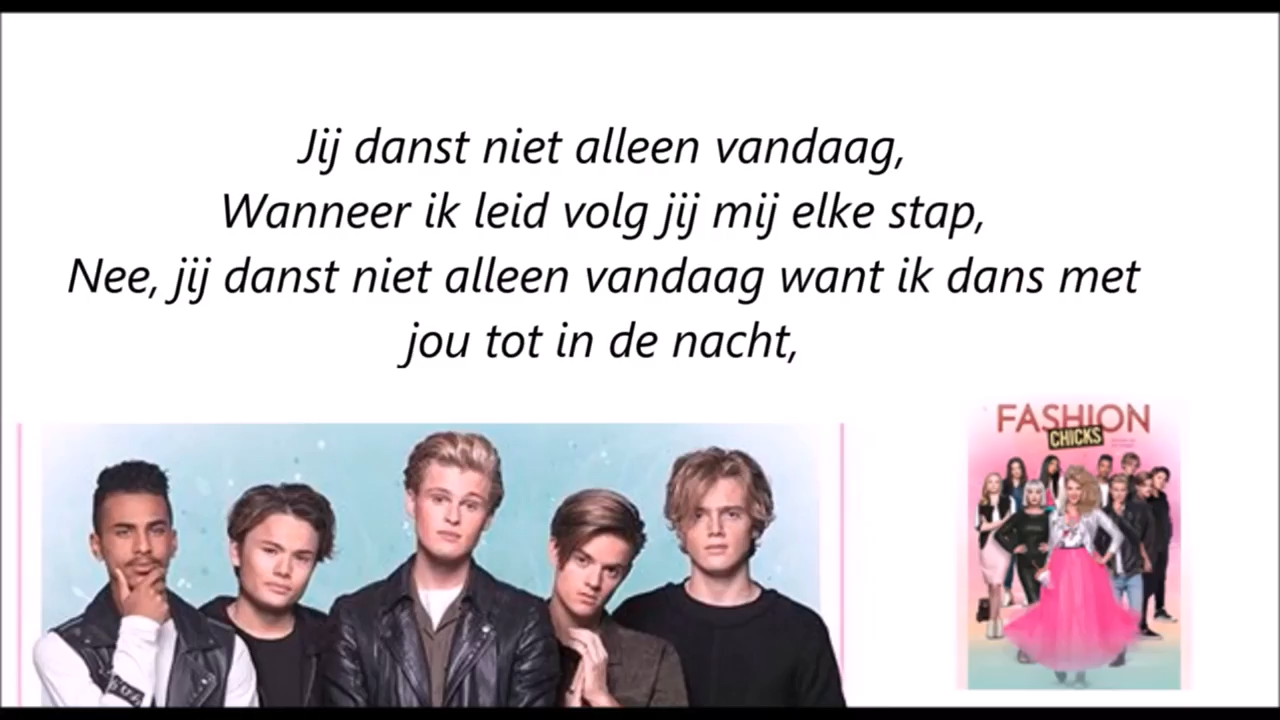 Jij danst niet alleen vandaag,
Wanneer ik leid volg jij mij elke stap,
Nee, jij danst niet alleen vandaag want ik dans met
jou tot in de nacht,
FASHION
CHICKS